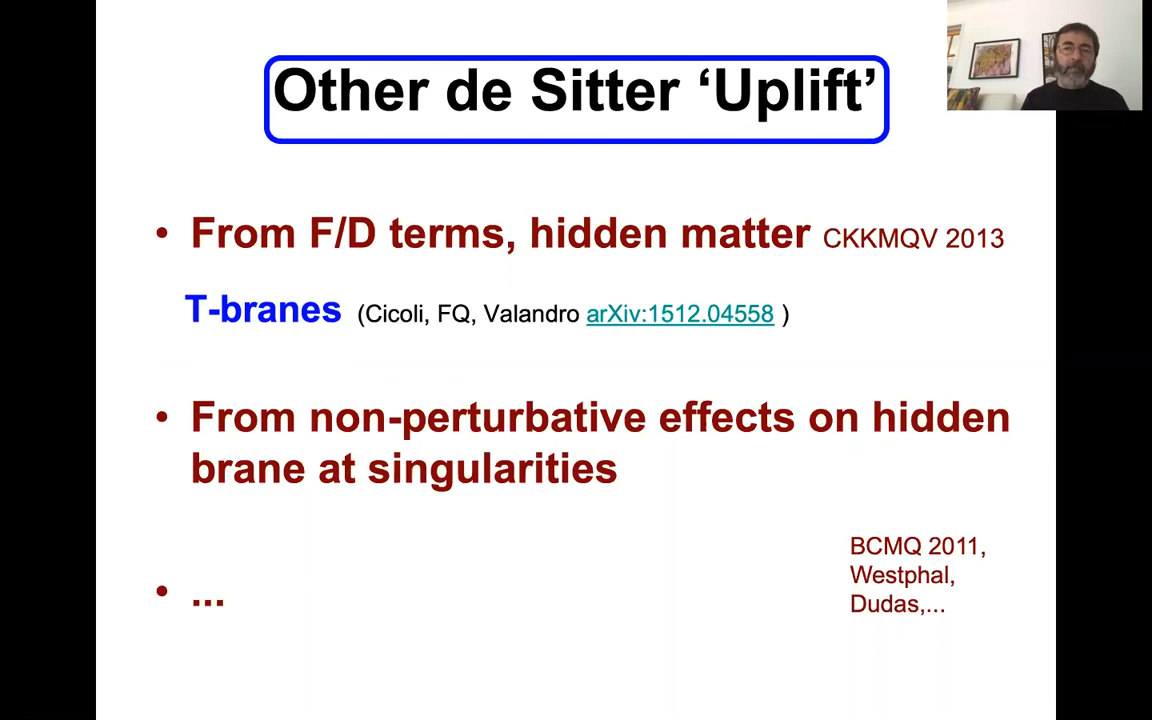 Other de Sitter ‘Uplift’
• From F/D terms, hidden matter CKKMQV 2013
T-branes (Cicoli, FQ, Valandro arXiv:1512.04558 )
• From non-perturbative effects on hidden
brane at singularities
BCMQ 2011,
Westphal,
Dudas,...
• ...